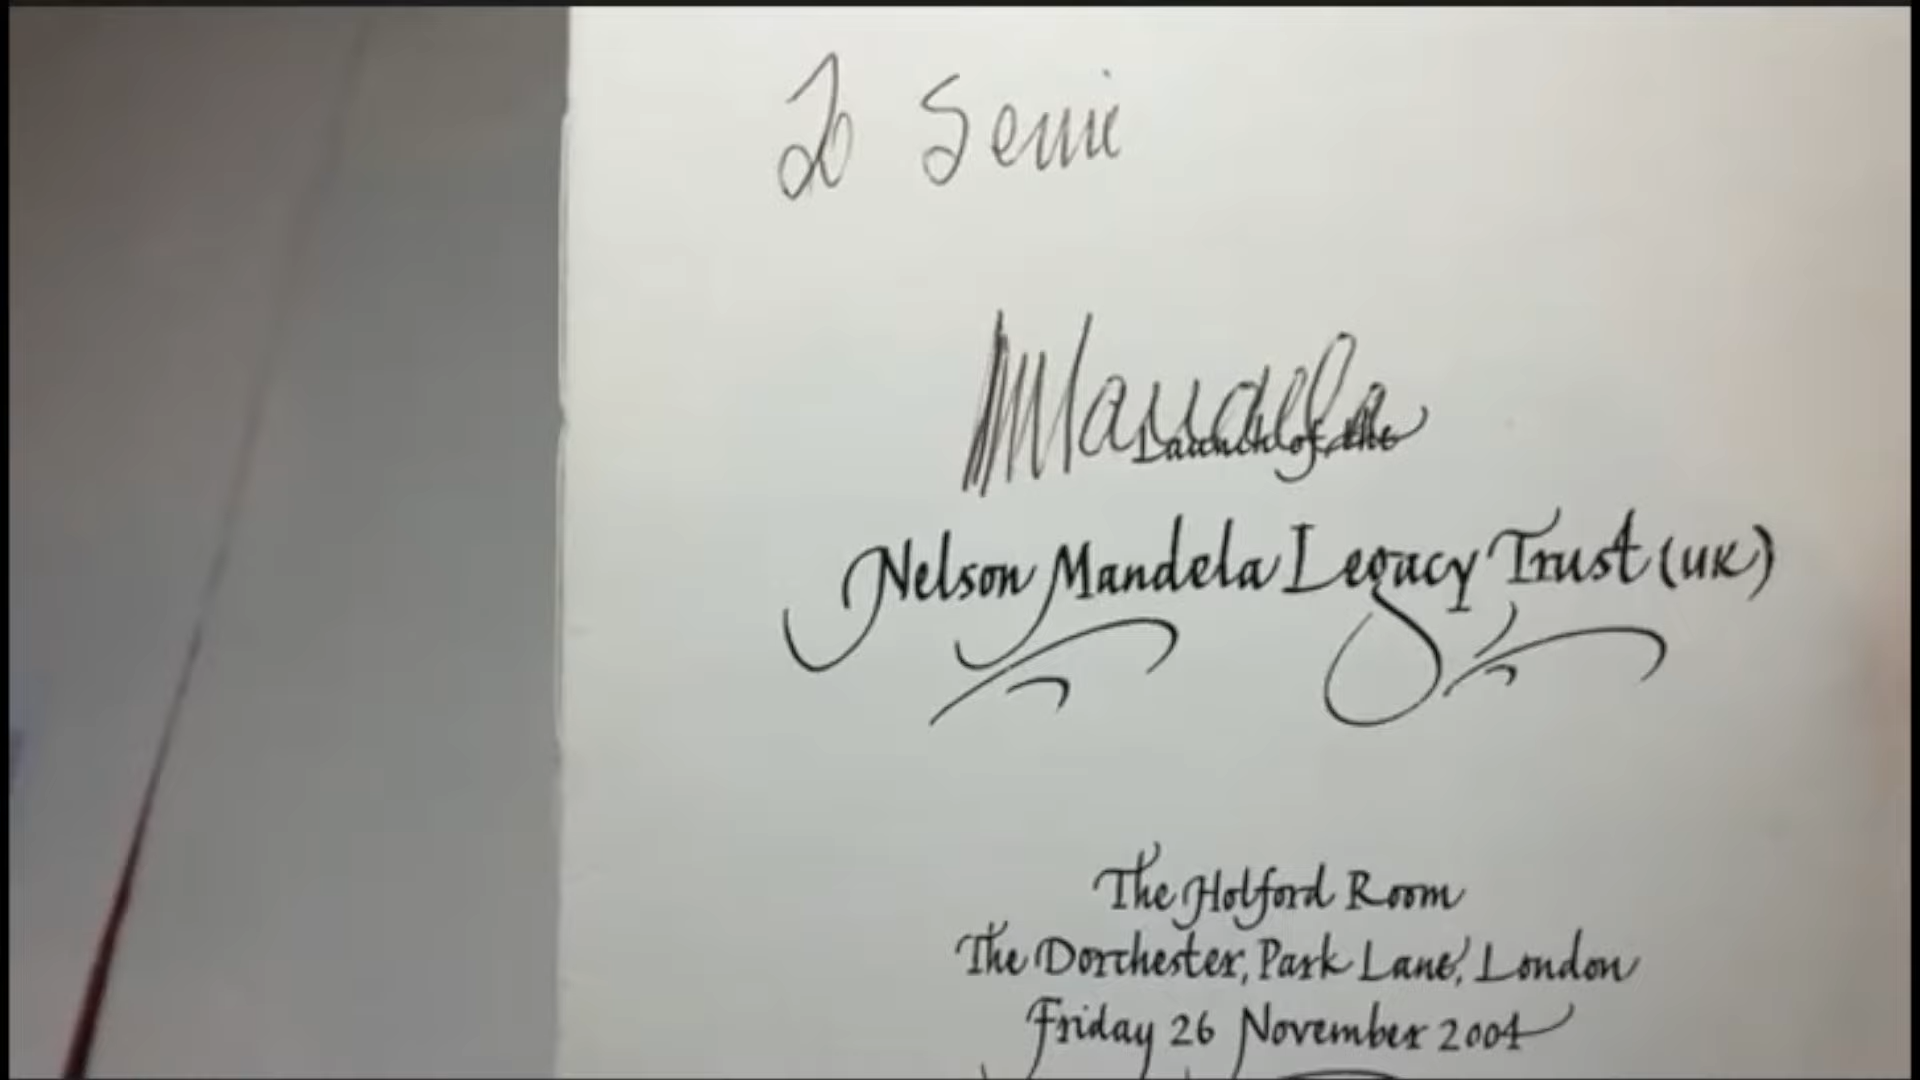 To Semi
Mandela
Launch of the
Nelson Mandela Legacy Trust (UK)
The Holford Room
The Dorchester, Park Lane, London
Friday 26 November 2004